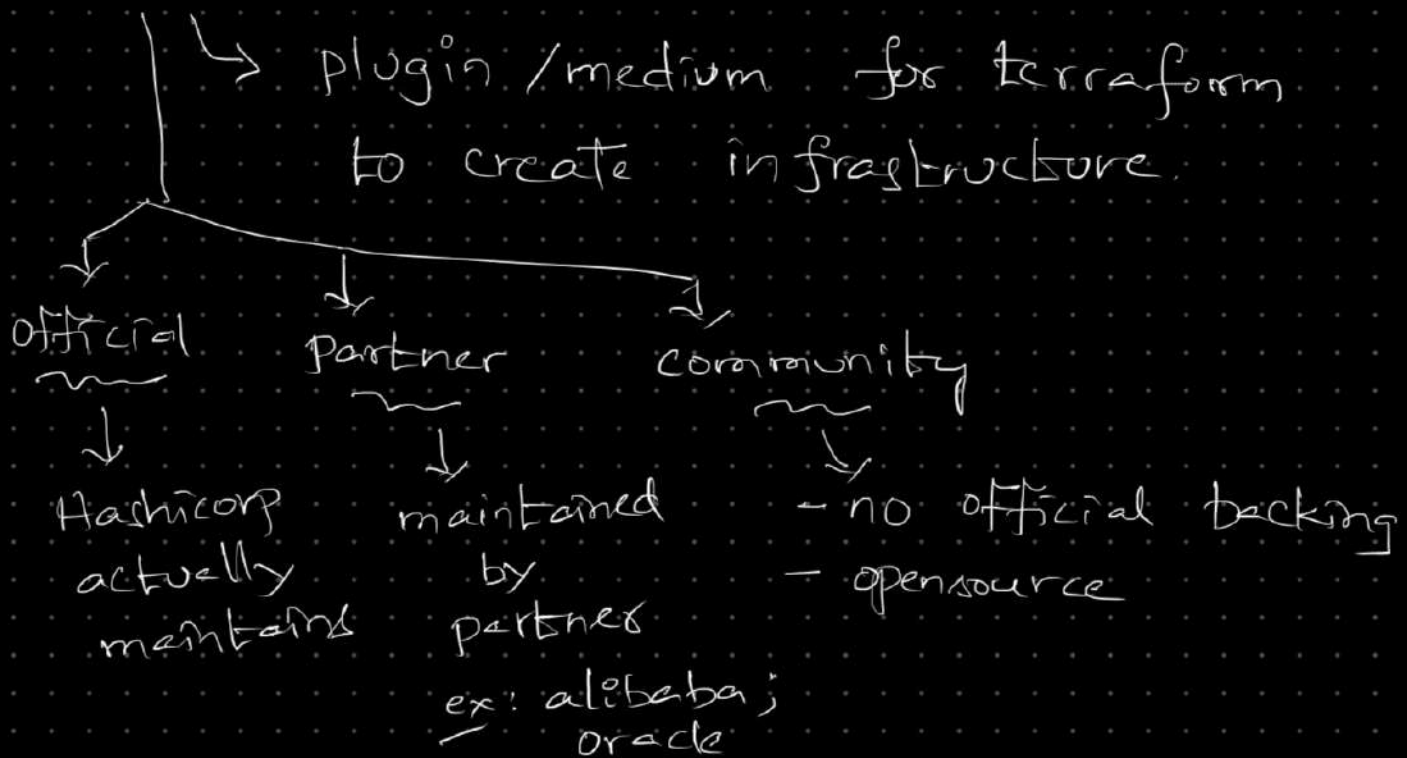 plugin /medium for terraform
to create infrastructure.
official
partner
community
Hashicorp
actually
maintains
maintained
by
partner
ex: alibaba;
oracle
- no official backing
- opensource